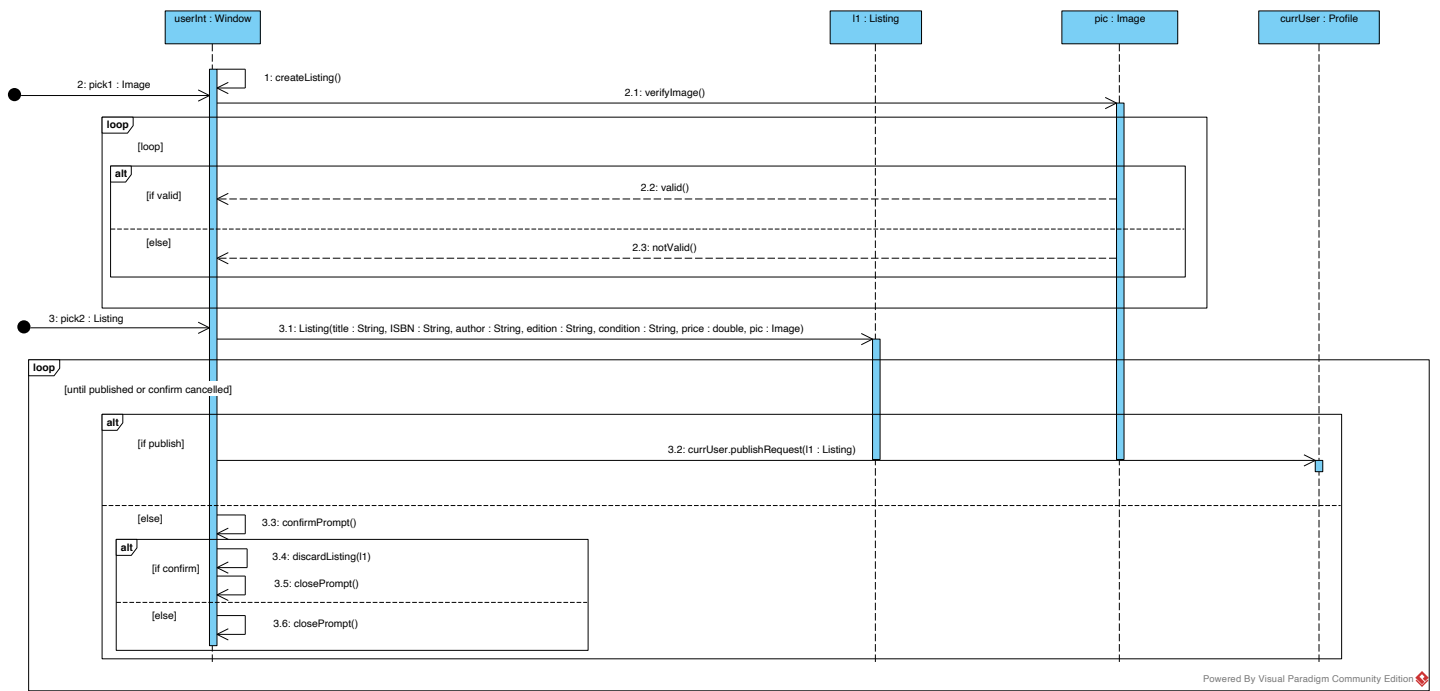 userInt : Window
l1 : Listing
pic : Image
currUser : Profile
1: createListing()
2: pick1 : Image
2.1: verifyImage()
loop
[loop]
alt
[if valid]
2.2: valid()
[else]
2.3: notValid()
3: pick2 : Listing
3.1: Listing(title : String, ISBN : String, author : String, edition : String, condition : String, price : double, pic : Image)
loop
[until published or confirm cancelled]
alt
[if publish]
3.2: currUser.publishRequest(l1 : Listing)
[else]
3.3: confirmPrompt()
alt
3.4: discardListing(l1)
[if confirm]
3.5: closePrompt()
[else]
3.6: closePrompt()
Powered By Visual Paradigm Community Edition